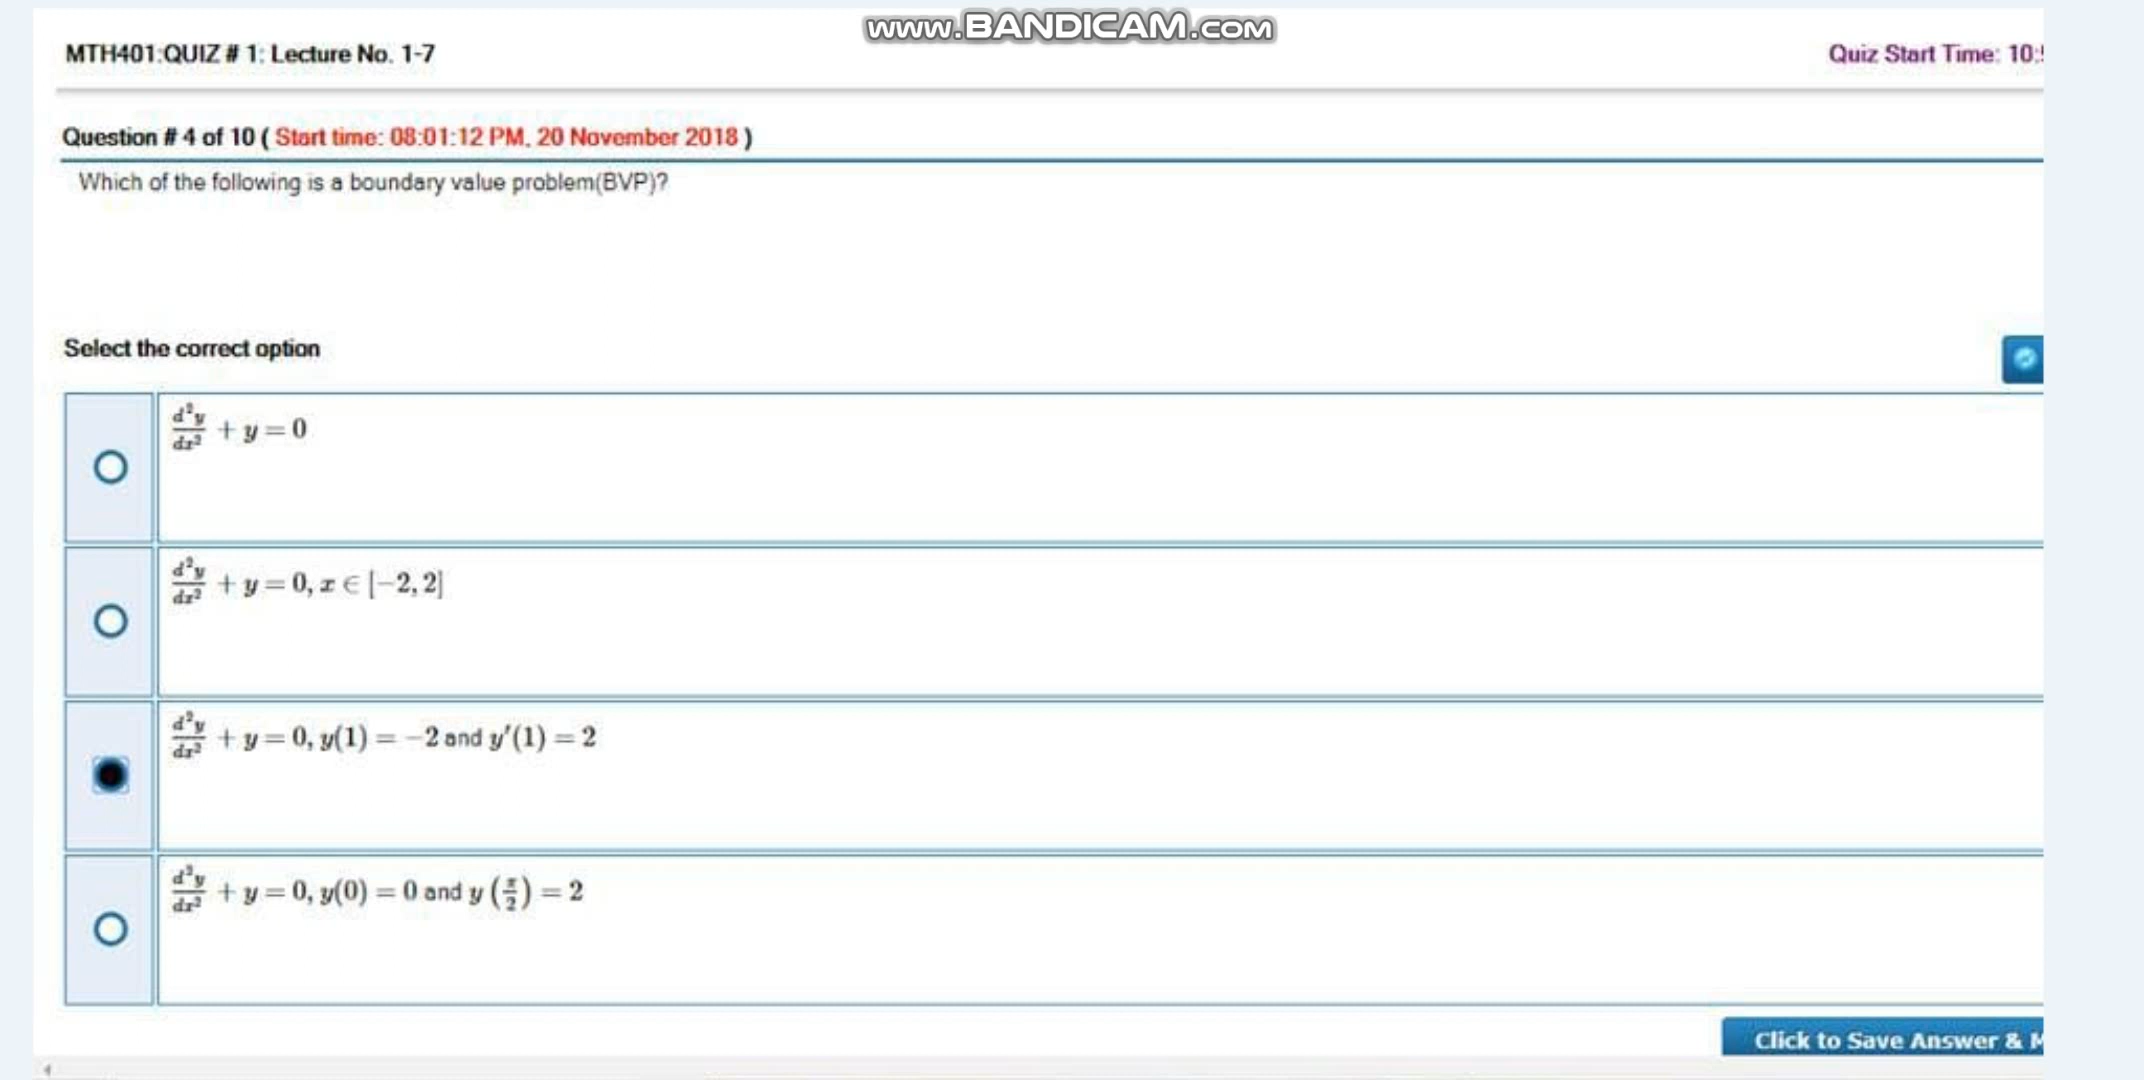 www.BANDICAM.com
MTH401:QUIZ # 1: Lecture No. 1-7
Quiz Start Time: 10:
Question # 4 of 10 ( Start time: 08:01:12 PM, 20 November 2018 )
Which of the following is a boundary value problem(BVP)?
Select the correct option
d²y/dx² + y = 0
d²y/dx² + y = 0, x ∈ [−2, 2]
d²y/dx² + y = 0, y(1) = −2 and y′(1) = 2
d²y/dx² + y = 0, y(0) = 0 and y (π/2) = 2
Click to Save Answer & M